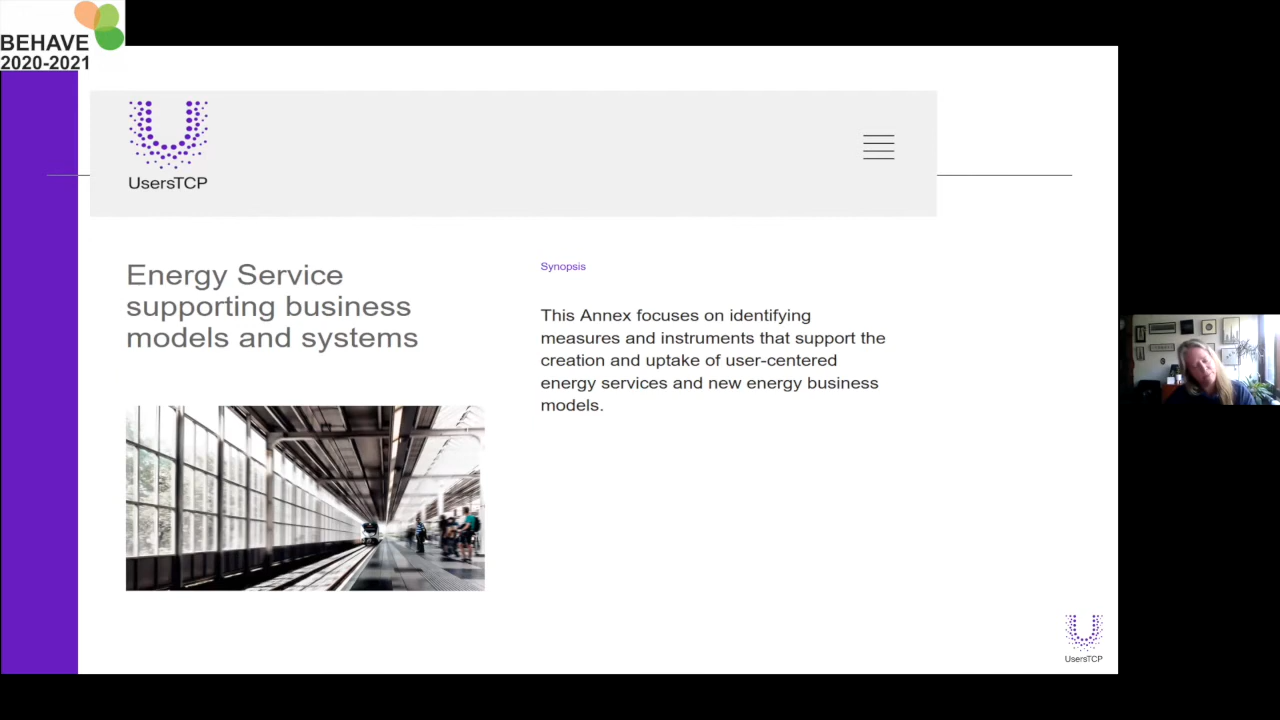 BEHAVE
2020-2021
UsersTCP
Energy Service
supporting business
models and systems
Synopsis
This Annex focuses on identifying
measures and instruments that support the
creation and uptake of user-centered
energy services and new energy business
models.
UsersTCP